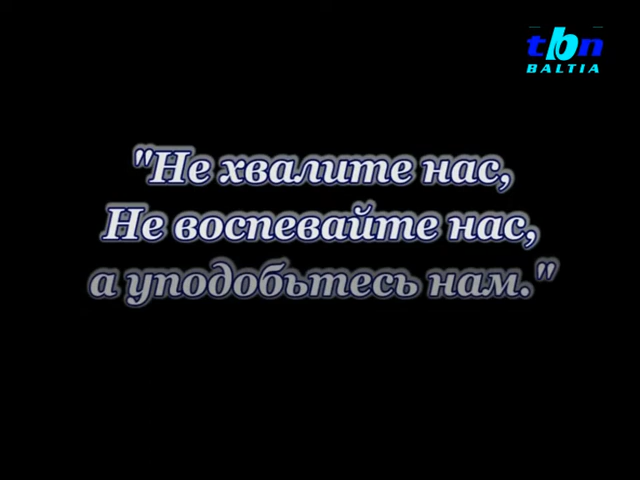 tbn
BALTIA
"Не хвалите нас,
Не воспевайте нас,
а уподобьтесь нам."